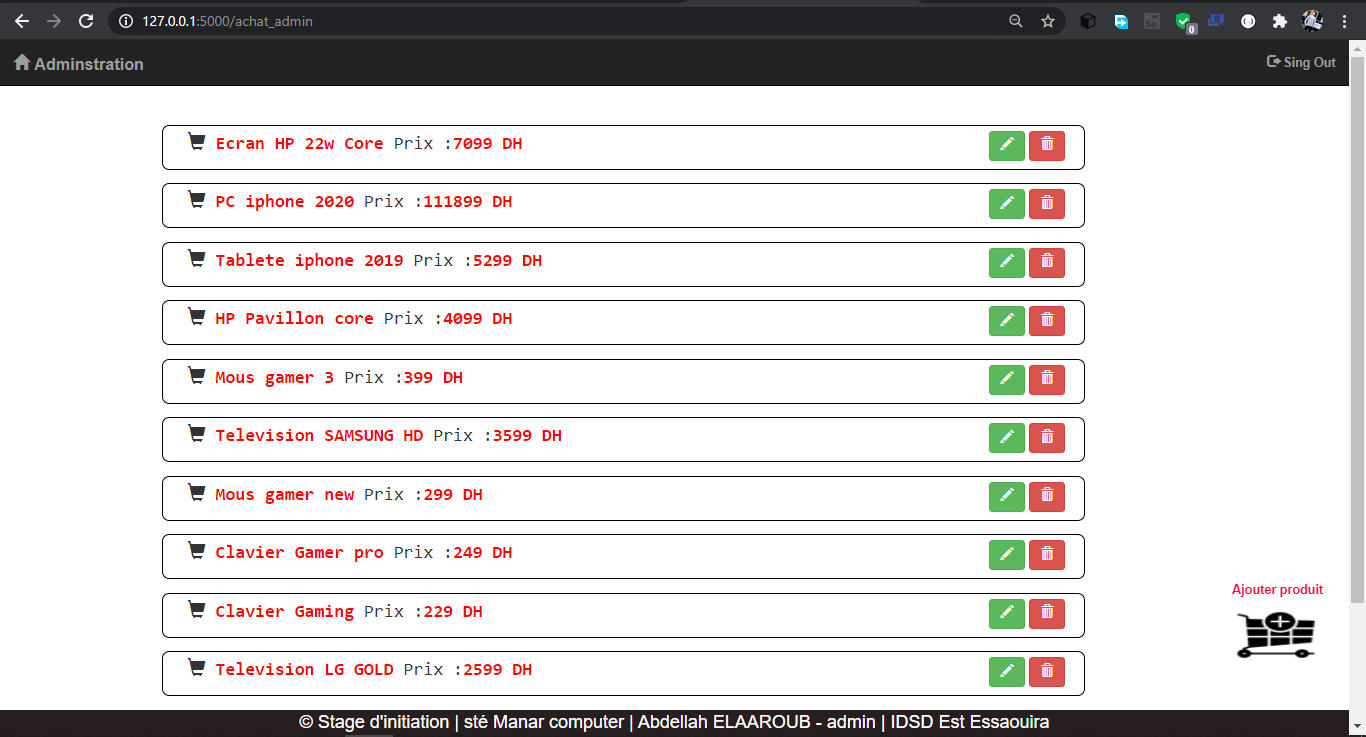 127.0.0.1:5000/achat_admin
0
Adminstration
Sing Out
Ecran HP 22w Core Prix :7099 DH
PC iphone 2020 Prix :111899 DH
Tablete iphone 2019 Prix :5299 DH
HP Pavillon core Prix :4099 DH
Mous gamer 3 Prix :399 DH
Television SAMSUNG HD Prix :3599 DH
Mous gamer new Prix :299 DH
Clavier Gamer pro Prix :249 DH
Clavier Gaming Prix :229 DH
Television LG GOLD Prix :2599 DH
Ajouter produit
© Stage d'initiation | sté Manar computer | Abdellah ELAAROUB - admin | IDSD Est Essaouira